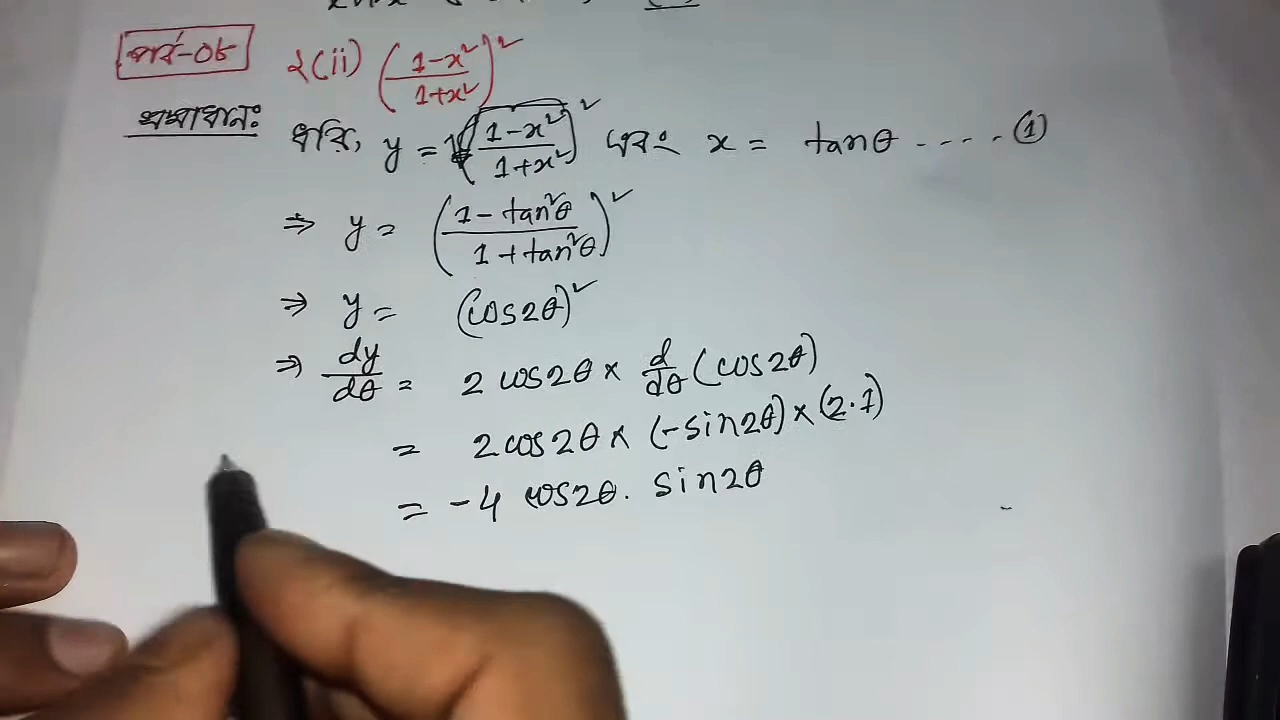 পর্ব-০৮ ২(ii) ((1-x²)/(1+x²))²
সমাধানঃ ধরি, y = ((1-x²)/(1+x²))² এবং x = tanθ ---- (1)
⇒ y = ((1 - tan²θ)/(1 + tan²θ))²
⇒ y = (cos2θ)²
⇒ dy/dθ = 2 cos2θ × d/dθ (cos2θ)
= 2cos2θ × (-sin2θ) × (2.1)
= -4 cos2θ. sin2θ